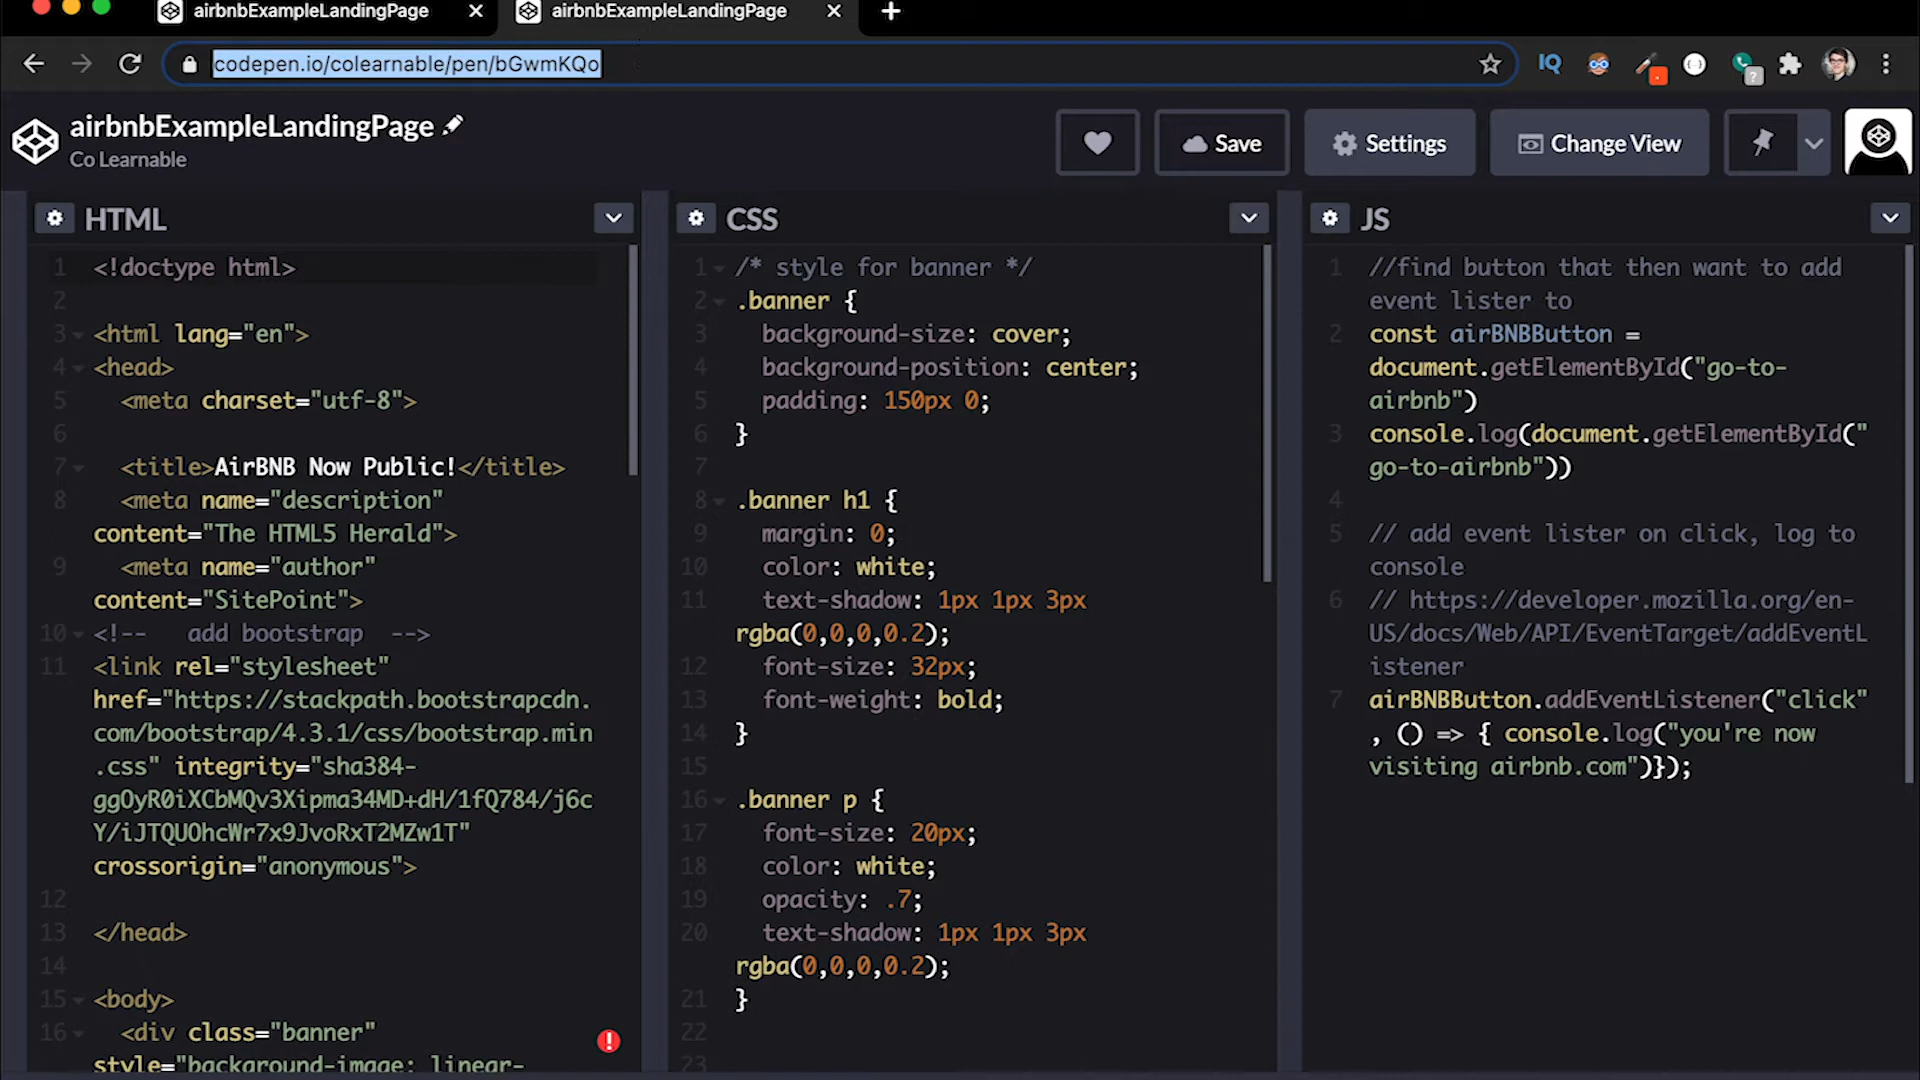 airbnbExampleLandingPage
airbnbExampleLandingPage
codepen.io/colearnable/pen/bGwmKQo
IQ
?
airbnbExampleLandingPage
Co Learnable
Save
Settings
Change View
HTML
1 <!doctype html>
2
3 <html lang="en">
4 <head>
5 <meta charset="utf-8">
6
7 <title>AirBNB Now Public!</title>
8 <meta name="description"
content="The HTML5 Herald">
9 <meta name="author"
content="SitePoint">
10 <!-- add bootstrap -->
11 <link rel="stylesheet"
href="https://stackpath.bootstrapcdn.
com/bootstrap/4.3.1/css/bootstrap.min
.css" integrity="sha384-
ggOyR0iXCbMQv3Xipma34MD+dH/1fQ784/j6c
Y/iJTQUOhcWr7x9JvoRxT2MZw1T"
crossorigin="anonymous">
12
13 </head>
14
15 <body>
16 <div class="banner"
style="background-image: linear-
CSS
1 /* style for banner */
2 .banner {
3 background-size: cover;
4 background-position: center;
5 padding: 150px 0;
6 }
7
8 .banner h1 {
9 margin: 0;
10 color: white;
11 text-shadow: 1px 1px 3px
rgba(0,0,0,0.2);
12 font-size: 32px;
13 font-weight: bold;
14 }
15
16 .banner p {
17 font-size: 20px;
18 color: white;
19 opacity: .7;
20 text-shadow: 1px 1px 3px
rgba(0,0,0,0.2);
21 }
22
23
JS
1 //find button that then want to add
event lister to
2 const airBNBButton =
document.getElementById("go-to-
airbnb")
3 console.log(document.getElementById("
go-to-airbnb"))
4
5 // add event lister on click, log to
console
6 // https://developer.mozilla.org/en-
US/docs/Web/API/EventTarget/addEventL
istener
7 airBNBButton.addEventListener("click"
, () => { console.log("you're now
visiting airbnb.com")});